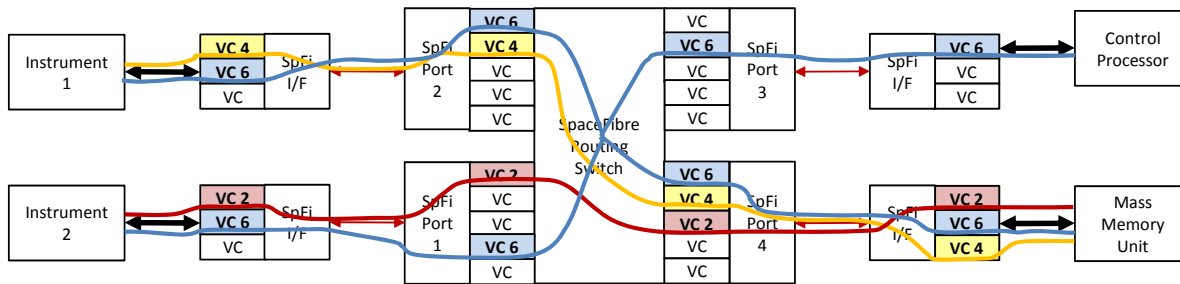 Instrument
1
VC 4
VC 6
VC
SpFi
I/F
SpFi
Port
2
VC 6
VC 4
VC
VC
VC
SpaceFibre
Routing
Switch
VC
VC 6
VC
VC
VC
SpFi
Port
3
SpFi
I/F
VC 6
VC
VC
Control
Processor
Instrument
2
VC 2
VC 6
VC
SpFi
I/F
SpFi
Port
1
VC 2
VC
VC
VC 6
VC
VC 6
VC 4
VC 2
VC
VC
SpFi
Port
4
SpFi
I/F
VC 2
VC 6
VC 4
Mass
Memory
Unit